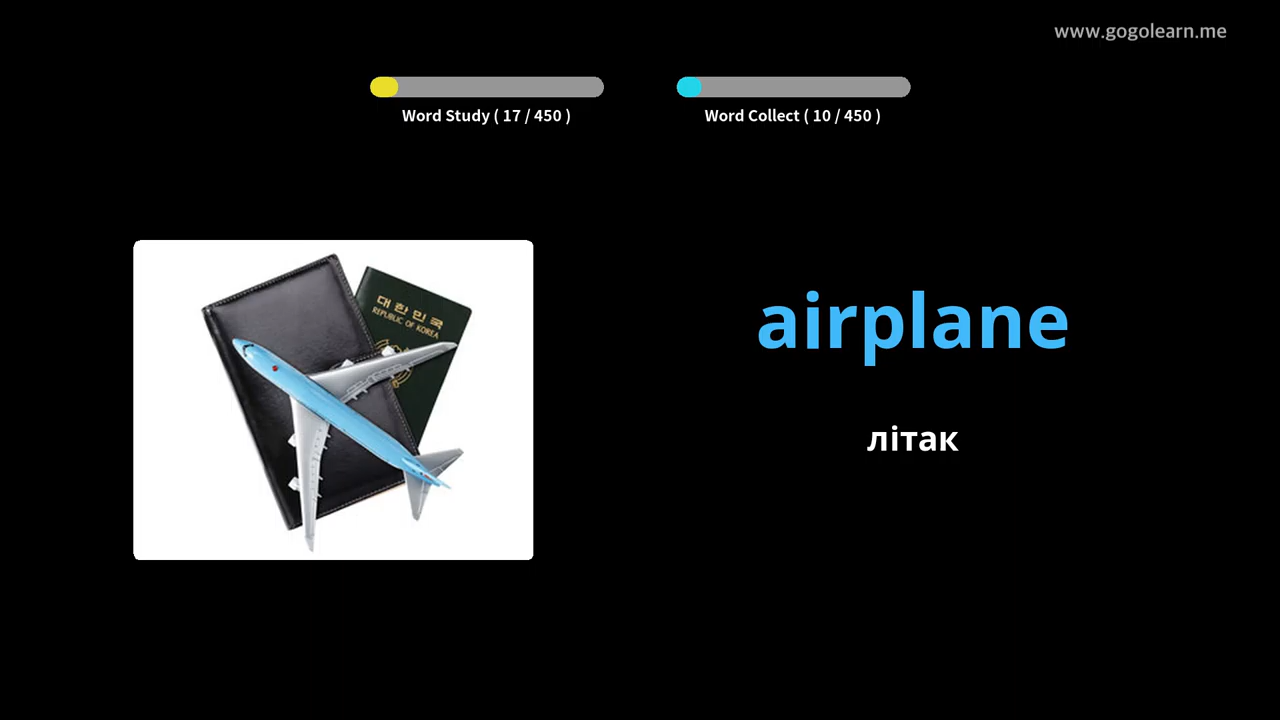 www.gogolearn.me
Word Study ( 17 / 450 )
Word Collect ( 10 / 450 )
대한민국
REPUBLIC OF KOREA
airplane
літак